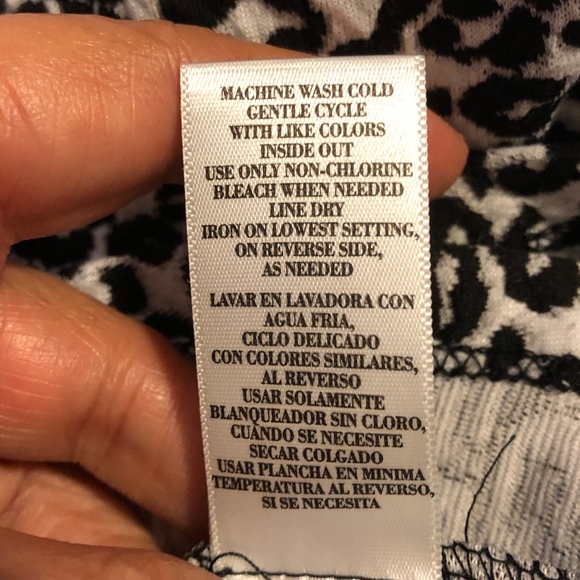 MACHINE WASH COLD
GENTLE CYCLE
WITH LIKE COLORS
INSIDE OUT
USE ONLY NON-CHLORINE
BLEACH WHEN NEEDED
LINE DRY
IRON ON LOWEST SETTING,
ON REVERSE SIDE,
AS NEEDED
LAVAR EN LAVADORA CON
AGUA FRIA,
CICLO DELICADO
CON COLORES SIMILARES,
AL REVERSO
USAR SOLAMENTE
BLANQUEADOR SIN CLORO,
CUÁNDO SE NECESITE
SECAR COLGADO
USAR PLANCHA EN MINIMA
TEMPERATURA AL REVERSO,
SI SE NECESITA